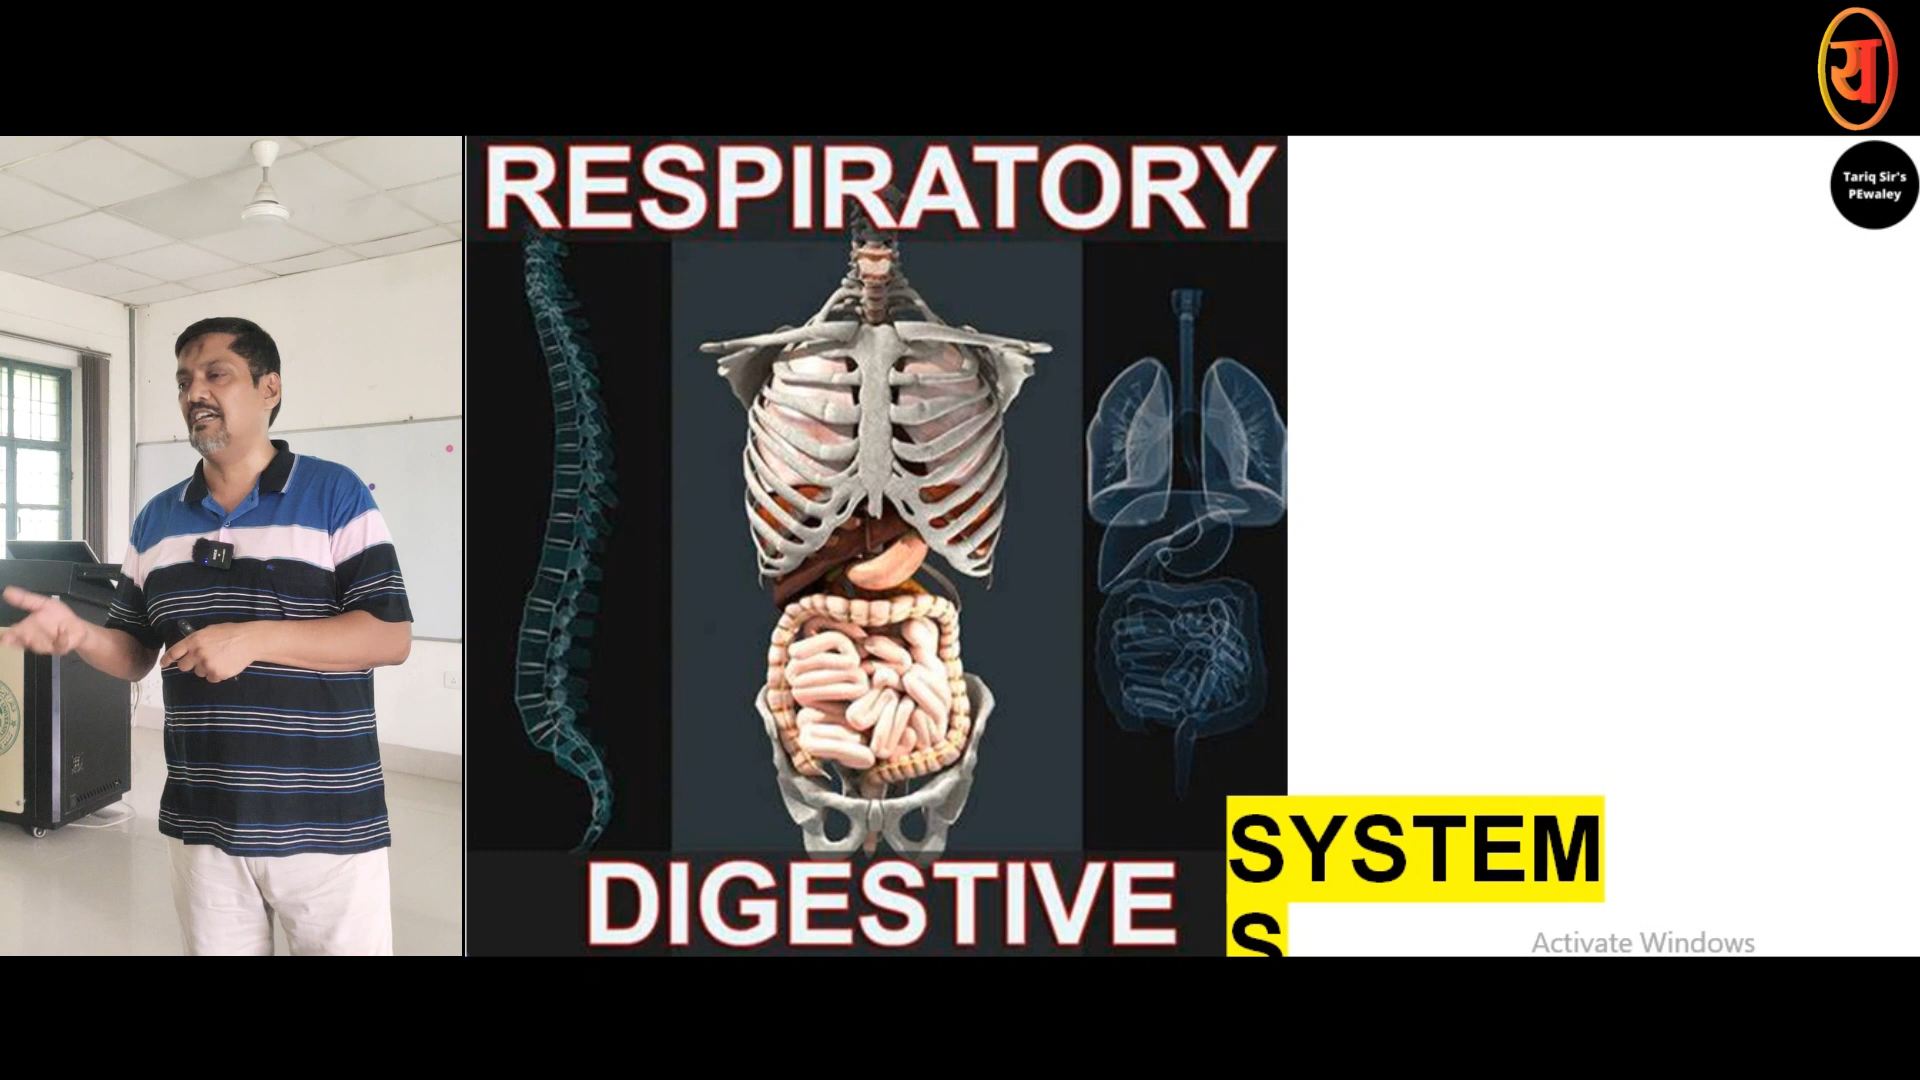 य
Tariq Sir's
PEwaley
RESPIRATORY
DIGESTIVE
SYSTEM
S
Activate Windows